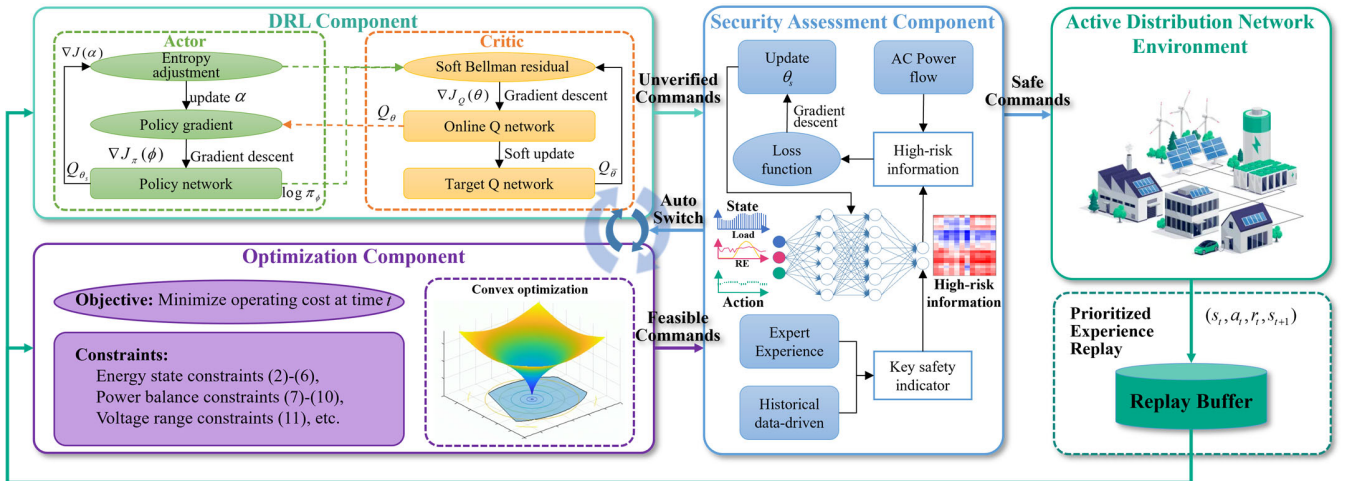 DRL Component
Actor
∇J(α)
Entropy
adjustment
update α
Policy gradient
∇J_π(ϕ)
Gradient descent
Q_{θ_s}
Policy network
log π_ϕ
Critic
Soft Bellman residual
∇J_Q(θ)
Gradient descent
Q_θ
Online Q network
Soft update
Target Q network
Q_{θ̄}
Unverified
Commands
Auto
Switch
Optimization Component
Objective: Minimize operating cost at time t
Constraints:
Energy state constraints (2)-(6),
Power balance constraints (7)-(10),
Voltage range constraints (11), etc.
Convex optimization
Feasible
Commands
Security Assessment Component
Update
θ_s
AC Power
flow
Gradient
descent
Loss
function
High-risk
information
State
Load
RE
Action
High-risk
information
Expert
Experience
Key safety
indicator
Historical
data-driven
Safe
Commands
Active Distribution Network
Environment
Prioritized
Experience
Replay
(s_t, a_t, r_t, s_{t+1})
Replay Buffer